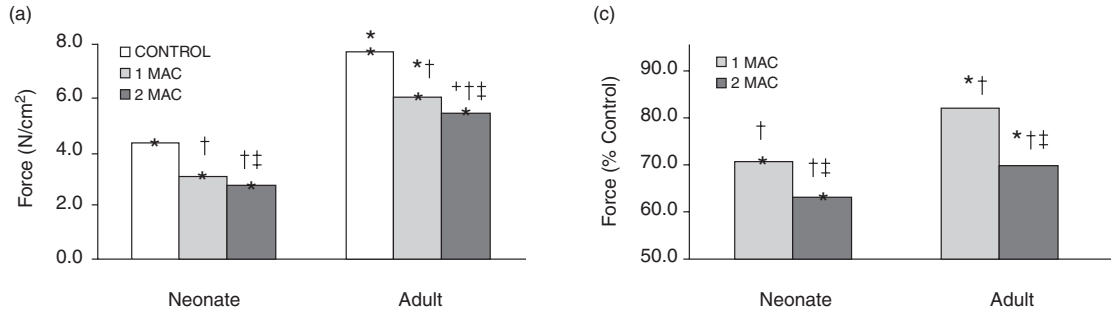 (a)
8.0
6.0
4.0
2.0
0.0
Force (N/cm²)
CONTROL
1 MAC
2 MAC
*
*
* †
*
+†‡
*
*
†
*
†‡
*
Neonate
Adult
(c)
90.0
80.0
70.0
60.0
50.0
Force (% Control)
1 MAC
2 MAC
* †
* †‡
†
*
†‡
*
Neonate
Adult